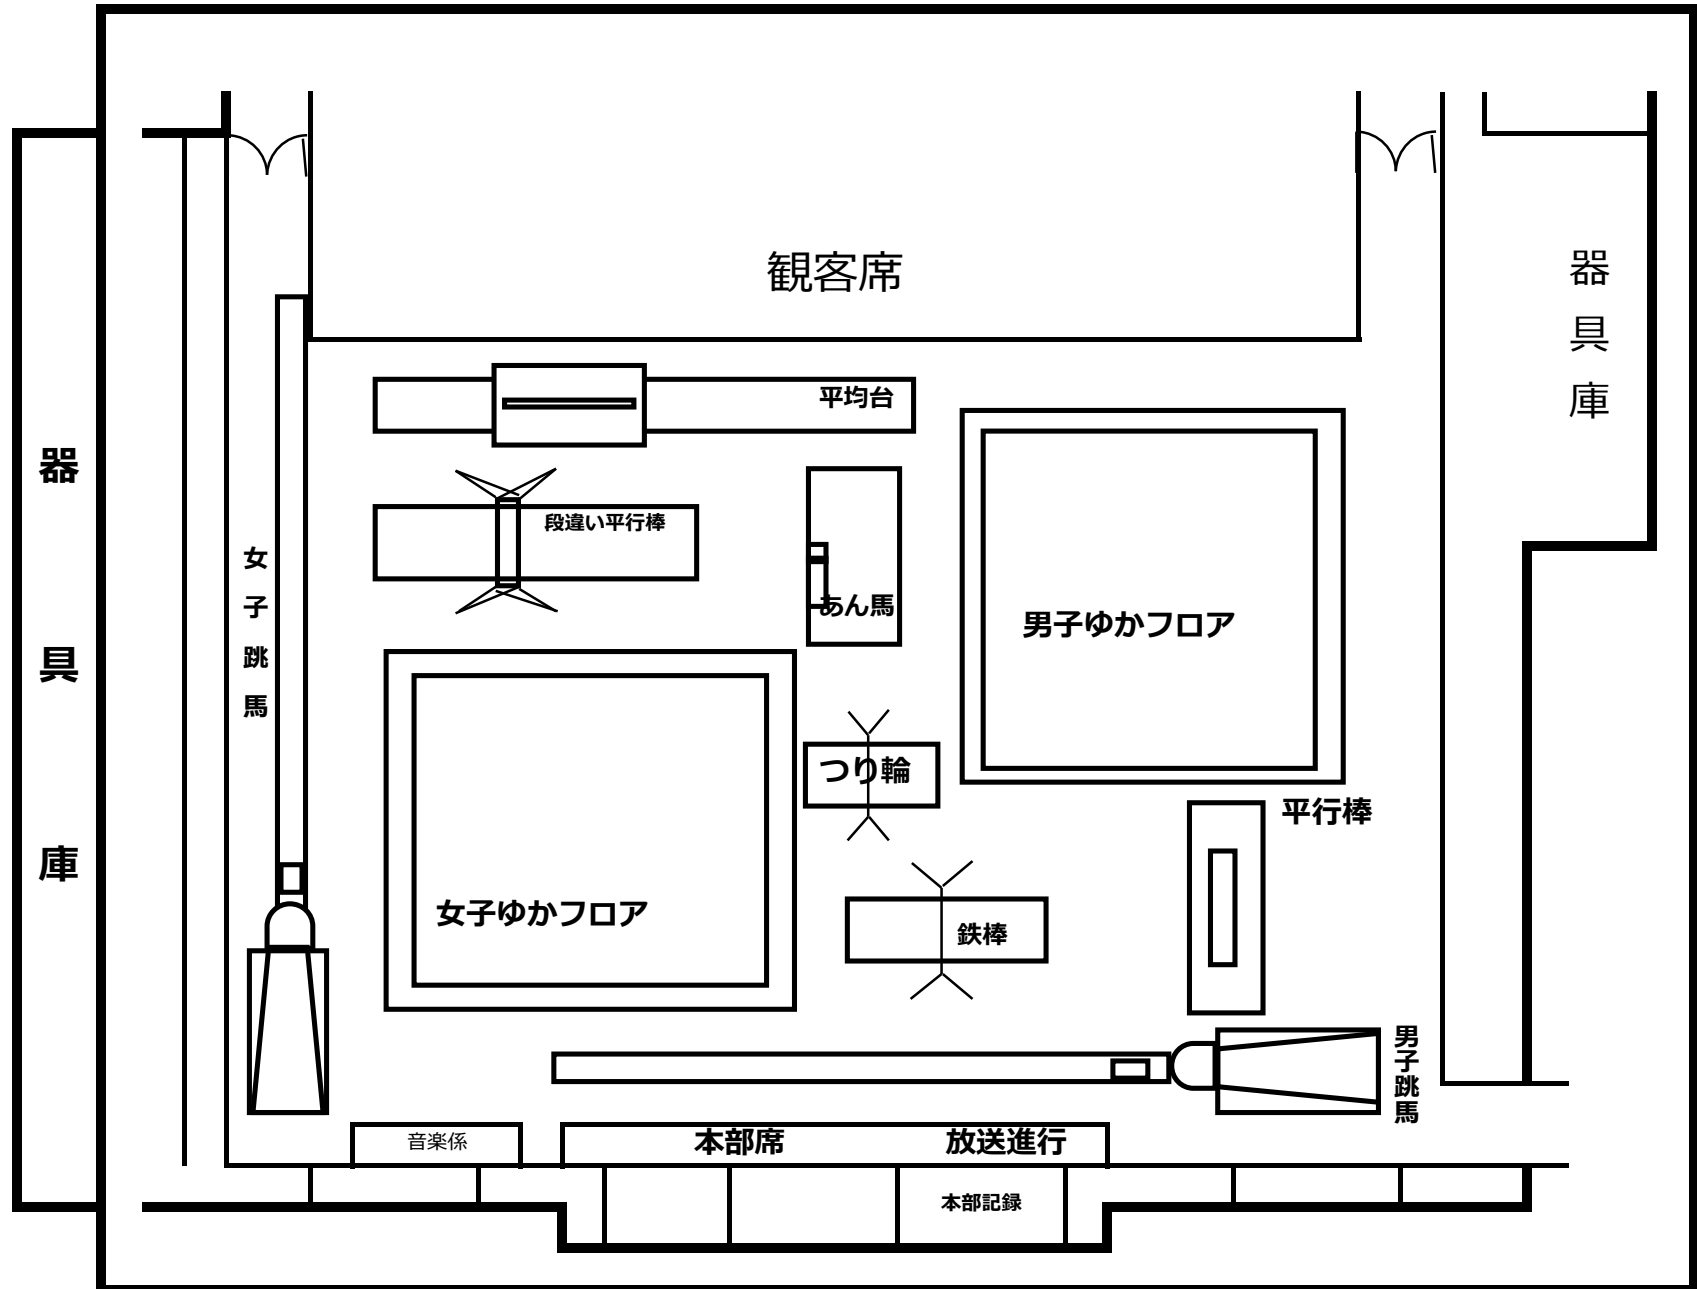 観客席
器具庫
平均台
段違い平行棒
あん馬
男子ゆかフロア
器具庫
女子跳馬
つり輪
平行棒
女子ゆかフロア
鉄棒
男子跳馬
音楽係
本部席
放送進行
本部記録